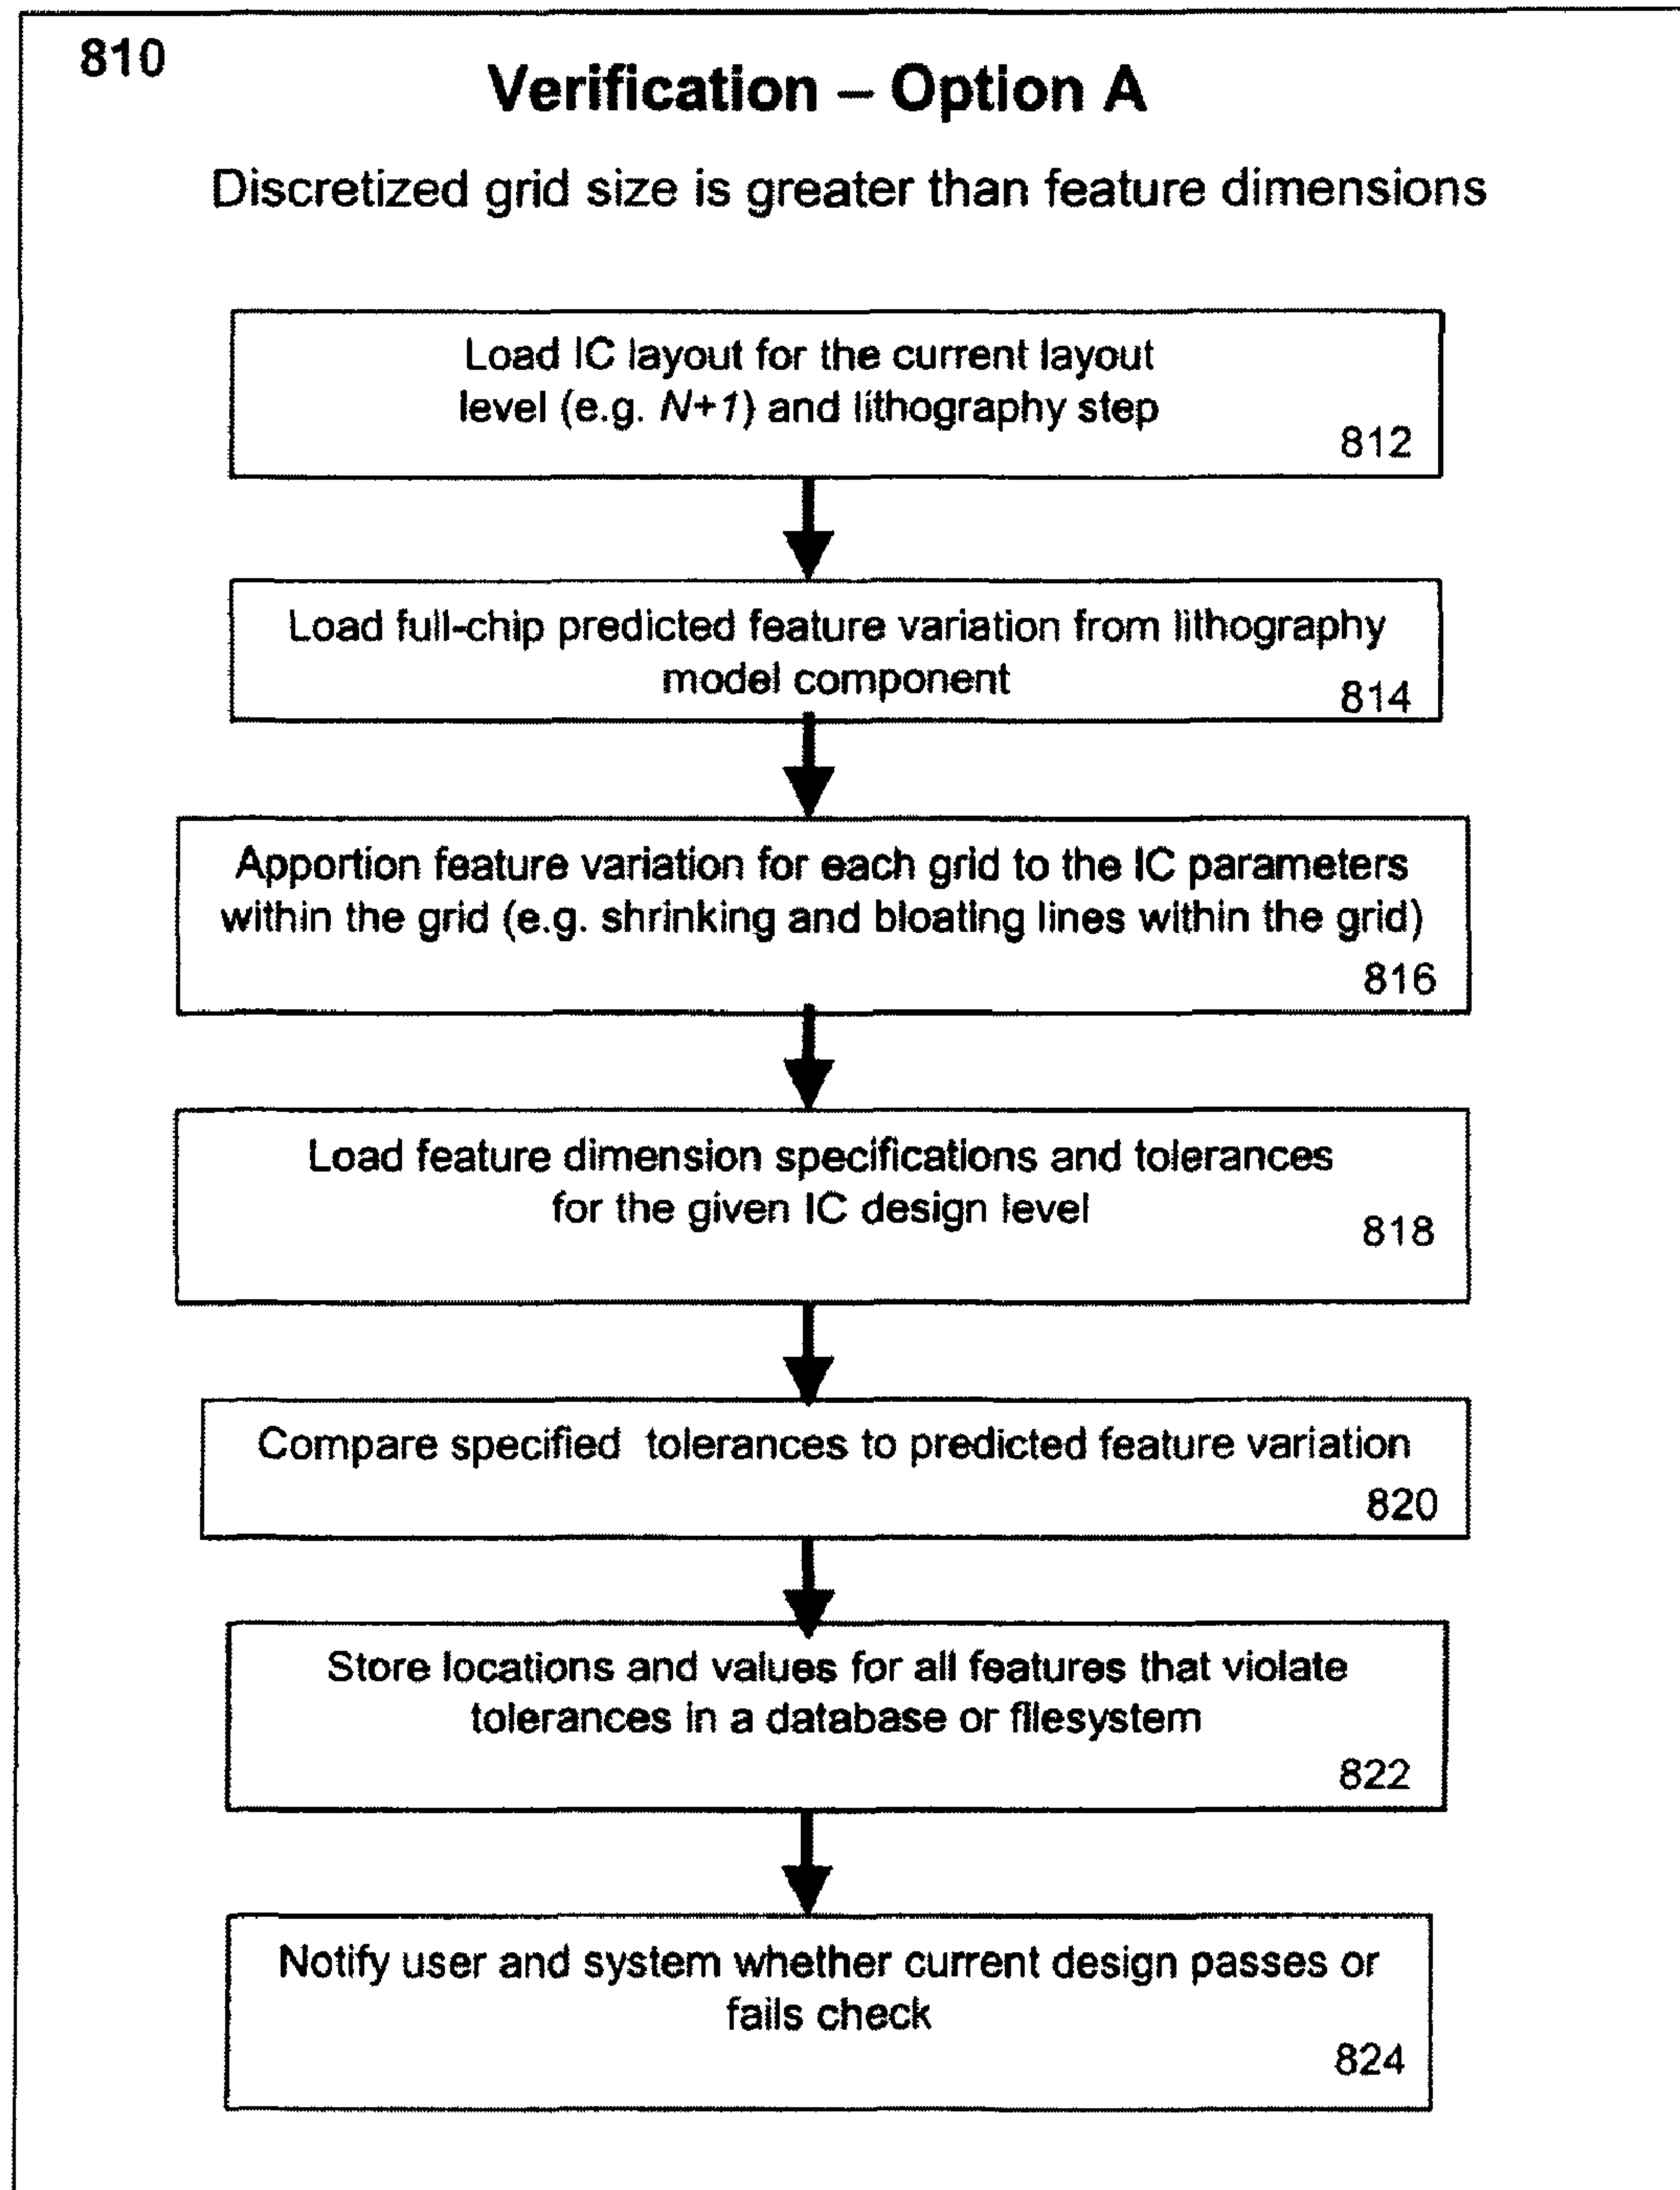 810
Verification – Option A
Discretized grid size is greater than feature dimensions
Load IC layout for the current layout
level (e.g. N+1) and lithography step
812
Load full-chip predicted feature variation from lithography
model component
814
Apportion feature variation for each grid to the IC parameters
within the grid (e.g. shrinking and bloating lines within the grid)
816
Load feature dimension specifications and tolerances
for the given IC design level
818
Compare specified tolerances to predicted feature variation
820
Store locations and values for all features that violate
tolerances in a database or filesystem
822
Notify user and system whether current design passes or
fails check
824